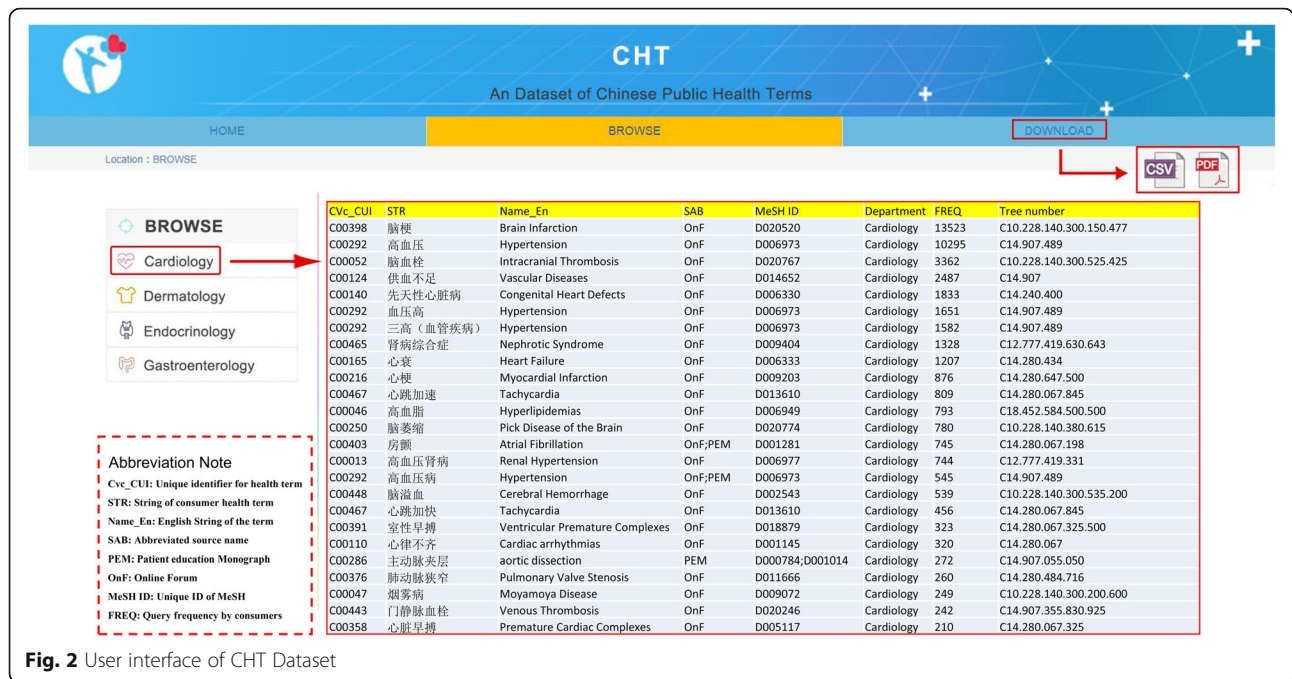 CHT
An Dataset of Chinese Public Health Terms
HOME BROWSE DOWNLOAD
Location : BROWSE
CSV PDF
BROWSE
Cardiology
Dermatology
Endocrinology
Gastroenterology
CVc_CUI STR Name_En SAB MeSH ID Department FREQ Tree number
C00398 脑梗 Brain Infarction OnF D020520 Cardiology 13523 C10.228.140.300.150.477
C00292 高血压 Hypertension OnF D006973 Cardiology 10295 C14.907.489
C00052 脑血栓 Intracranial Thrombosis OnF D020767 Cardiology 3362 C10.228.140.300.525.425
C00124 供血不足 Vascular Diseases OnF D014652 Cardiology 2487 C14.907
C00140 先天性心脏病 Congenital Heart Defects OnF D006330 Cardiology 1833 C14.240.400
C00292 血压高 Hypertension OnF D006973 Cardiology 1651 C14.907.489
C00292 三高（血管疾病） Hypertension OnF D006973 Cardiology 1582 C14.907.489
C00465 肾病综合症 Nephrotic Syndrome OnF D009404 Cardiology 1328 C12.777.419.630.643
C00165 心衰 Heart Failure OnF D006333 Cardiology 1207 C14.280.434
C00216 心梗 Myocardial Infarction OnF D009203 Cardiology 876 C14.280.647.500
C00467 心跳加速 Tachycardia OnF D013610 Cardiology 809 C14.280.067.845
C00046 高血脂 Hyperlipidemias OnF D006949 Cardiology 793 C18.452.584.500.500
C00250 脑萎缩 Pick Disease of the Brain OnF D020774 Cardiology 780 C10.228.140.380.615
C00403 房颤 Atrial Fibrillation OnF;PEM D001281 Cardiology 745 C14.280.067.198
C00013 高血压肾病 Renal Hypertension OnF D006977 Cardiology 744 C12.777.419.331
C00292 高血压病 Hypertension OnF;PEM D006973 Cardiology 545 C14.907.489
C00448 脑溢血 Cerebral Hemorrhage OnF D002543 Cardiology 539 C10.228.140.300.535.200
C00467 心跳加快 Tachycardia OnF D013610 Cardiology 456 C14.280.067.845
C00391 室性早搏 Ventricular Premature Complexes OnF D018879 Cardiology 323 C14.280.067.325.500
C00110 心律不齐 Cardiac arrhythmias OnF D001145 Cardiology 320 C14.280.067
C00286 主动脉夹层 aortic dissection PEM D000784;D001014 Cardiology 272 C14.907.055.050
C00376 肺动脉狭窄 Pulmonary Valve Stenosis OnF D011666 Cardiology 260 C14.280.484.716
C00047 烟雾病 Moyamoya Disease OnF D009072 Cardiology 249 C10.228.140.300.200.600
C00443 门静脉血栓 Venous Thrombosis OnF D020246 Cardiology 242 C14.907.355.830.925
C00358 心脏早搏 Premature Cardiac Complexes OnF D005117 Cardiology 210 C14.280.067.325
Abbreviation Note
Cvc_CUI: Unique identifier for health term
STR: String of consumer health term
Name_En: English String of the term
SAB: Abbreviated source name
PEM: Patient education Monograph
OnF: Online Forum
MeSH ID: Unique ID of MeSH
FREQ: Query frequency by consumers
Fig. 2 User interface of CHT Dataset